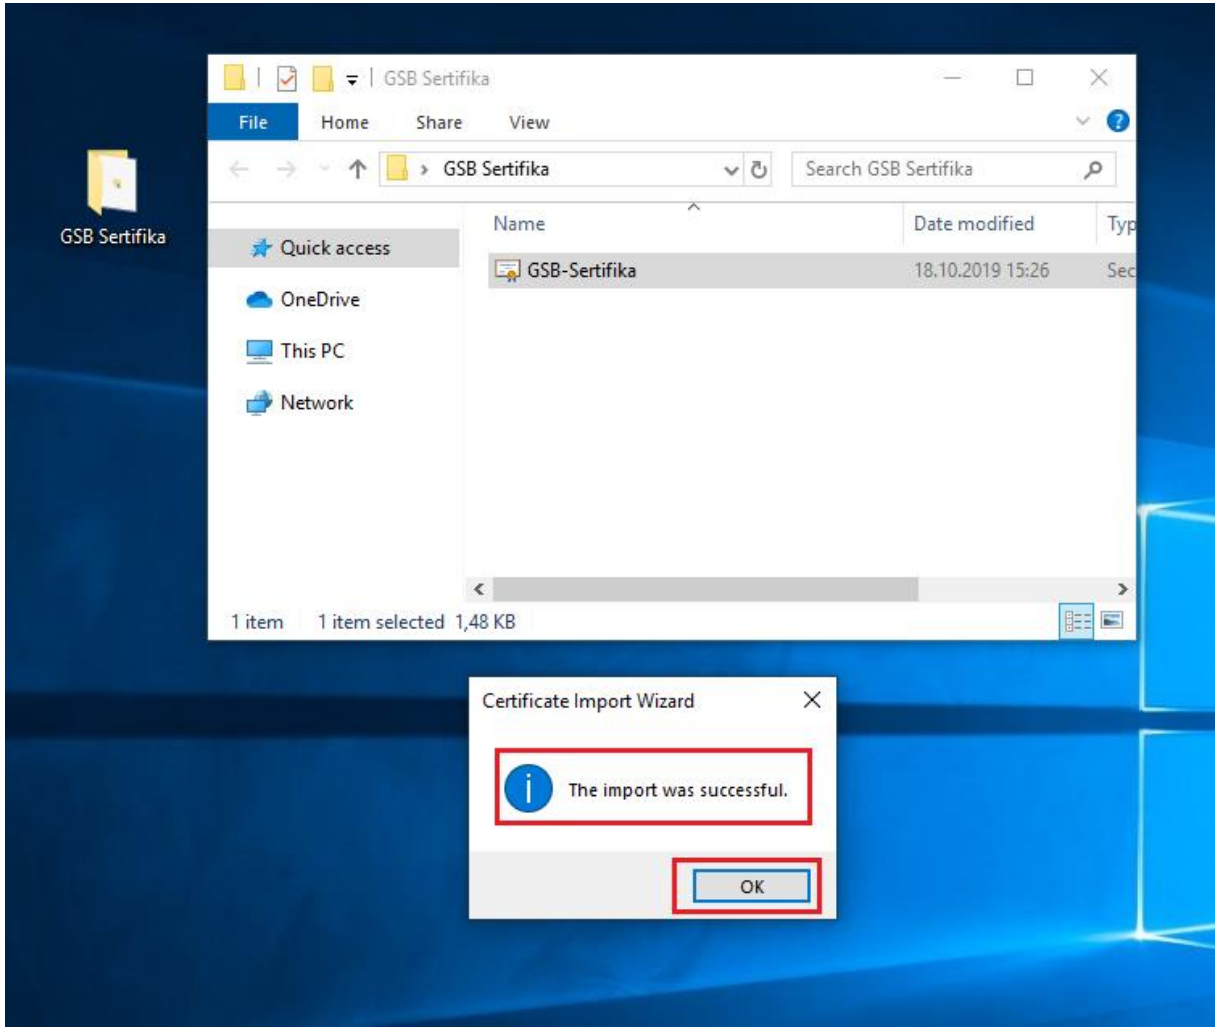 GSB Sertifika
File Home Share View
GSB Sertifika
Search GSB Sertifika
GSB Sertifika
Name Date modified Typ
Quick access
GSB-Sertifika 18.10.2019 15:26 Sec
OneDrive
This PC
Network
1 item 1 item selected 1,48 KB
Certificate Import Wizard
The import was successful.
OK